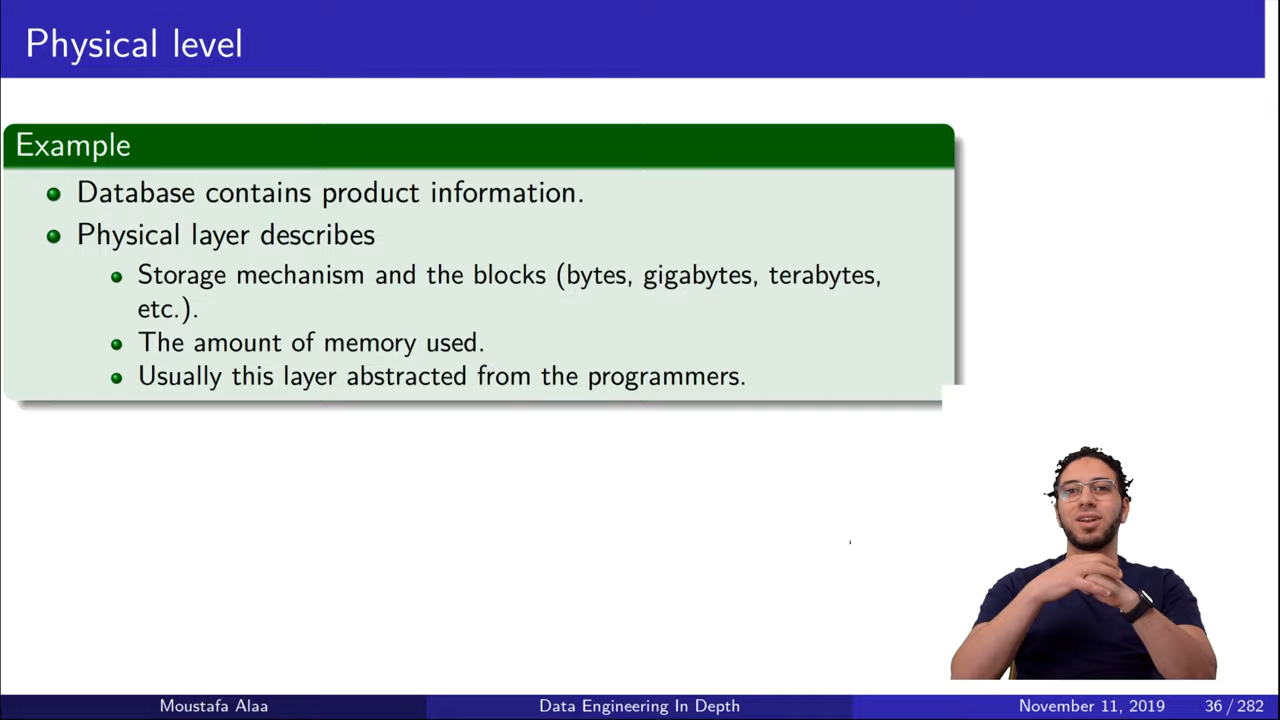 Physical level
Example
Database contains product information.
Physical layer describes
Storage mechanism and the blocks (bytes, gigabytes, terabytes,
etc.).
The amount of memory used.
Usually this layer abstracted from the programmers.
Moustafa Alaa
Data Engineering In Depth
November 11, 2019
36 / 282